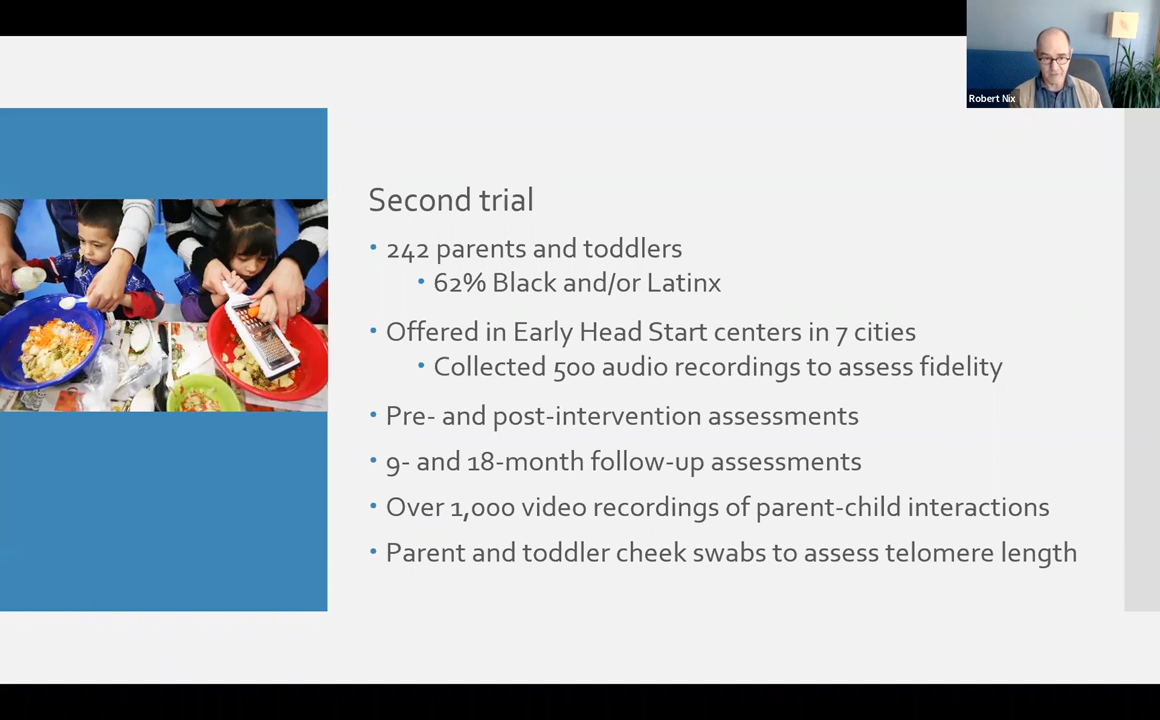 Robert Nix
Second trial
• 242 parents and toddlers
• 62% Black and/or Latinx
• Offered in Early Head Start centers in 7 cities
• Collected 500 audio recordings to assess fidelity
• Pre- and post-intervention assessments
• 9- and 18-month follow-up assessments
• Over 1,000 video recordings of parent-child interactions
• Parent and toddler cheek swabs to assess telomere length